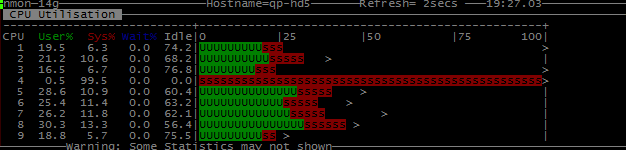 nmon-14g Hostname=qp-hd5 Refresh= 2secs 19:27.03
CPU Utilisation
CPU User% Sys% Wait% Idle|0 |25 |50 |75 100|
1 19.5 6.3 0.0 74.2|UUUUUUUUUsss >
2 21.2 10.6 0.0 68.2|UUUUUUUUUUsssss >
3 16.5 6.7 0.0 76.8|UUUUUUUUsss >
4 0.5 99.5 0.0 0.0|sssssssssssssssssssssssssssssssssssssssssssssssss>
5 28.6 10.9 0.0 60.4|UUUUUUUUUUUUUUsssss >
6 25.4 11.4 0.0 63.2|UUUUUUUUUUUUsssss >
7 26.2 11.8 0.0 62.1|UUUUUUUUUUUUUsssss >
8 30.3 13.3 0.0 56.4|UUUUUUUUUUUUUUUssssss >
9 18.8 5.7 0.0 75.5|UUUUUUUUUss >
Warning: Some Statistics may not shown